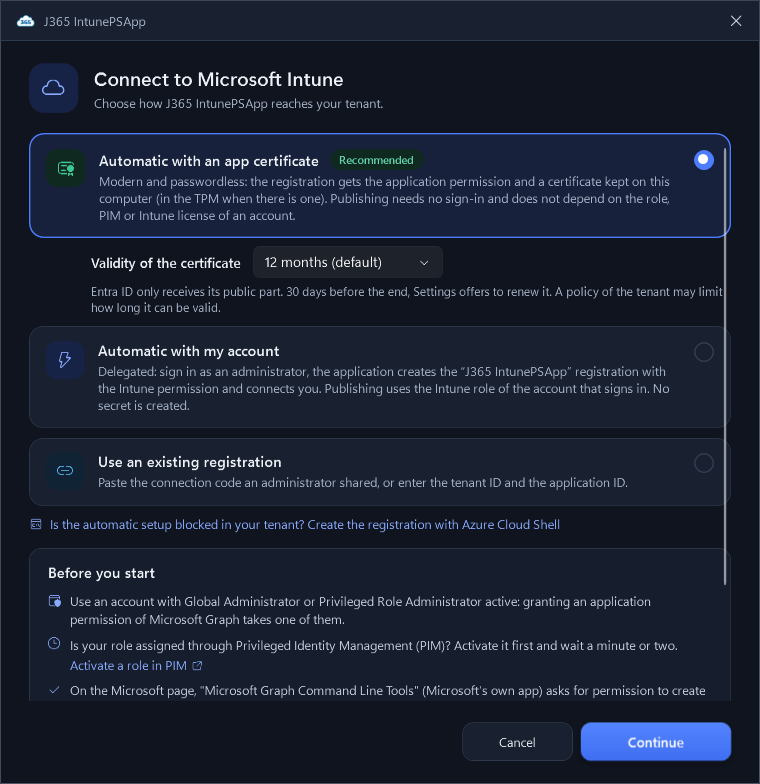 365 J365 IntunePSApp
Connect to Microsoft Intune
Choose how J365 IntunePSApp reaches your tenant.
Automatic with an app certificate Recommended
Modern and passwordless: the registration gets the application permission and a certificate kept on this
computer (in the TPM when there is one). Publishing needs no sign-in and does not depend on the role,
PIM or Intune license of an account.
Validity of the certificate 12 months (default)
Entra ID only receives its public part. 30 days before the end, Settings offers to renew it. A policy of the tenant may limit
how long it can be valid.
Automatic with my account
Delegated: sign in as an administrator, the application creates the “J365 IntunePSApp” registration with
the Intune permission and connects you. Publishing uses the Intune role of the account that signs in. No
secret is created.
Use an existing registration
Paste the connection code an administrator shared, or enter the tenant ID and the application ID.
Is the automatic setup blocked in your tenant? Create the registration with Azure Cloud Shell
Before you start
Use an account with Global Administrator or Privileged Role Administrator active: granting an application
permission of Microsoft Graph takes one of them.
Is your role assigned through Privileged Identity Management (PIM)? Activate it first and wait a minute or two.
Activate a role in PIM
On the Microsoft page, "Microsoft Graph Command Line Tools" (Microsoft's own app) asks for permission to create
Cancel Continue